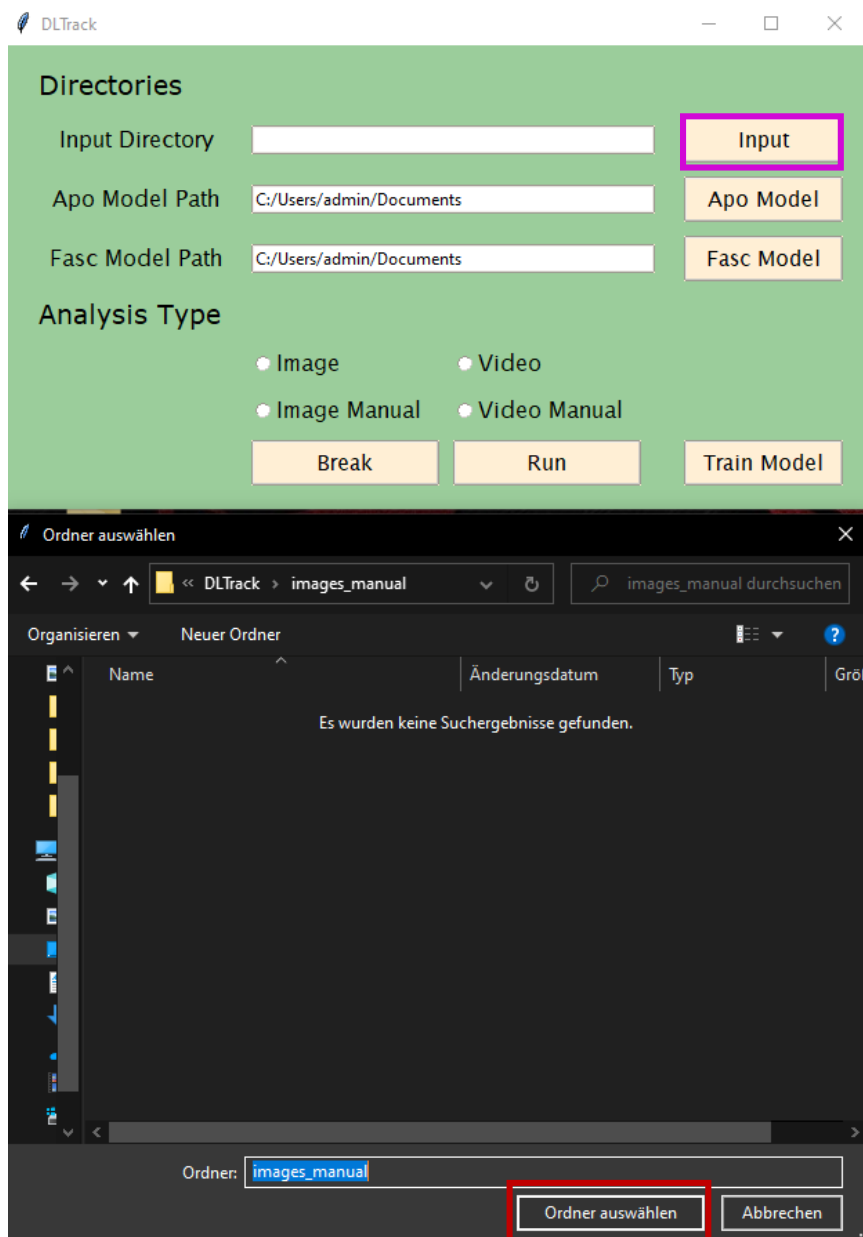 DLTrack
Directories
Input Directory
Input
Apo Model Path
C:/Users/admin/Documents
Apo Model
Fasc Model Path
C:/Users/admin/Documents
Fasc Model
Analysis Type
Image
Video
Image Manual
Video Manual
Break
Run
Train Model
Ordner auswählen
« DLTrack › images_manual
images_manual durchsuchen
Organisieren
Neuer Ordner
?
Name
Änderungsdatum
Typ
Grö
Es wurden keine Suchergebnisse gefunden.
Ordner: images_manual
Ordner auswählen
Abbrechen